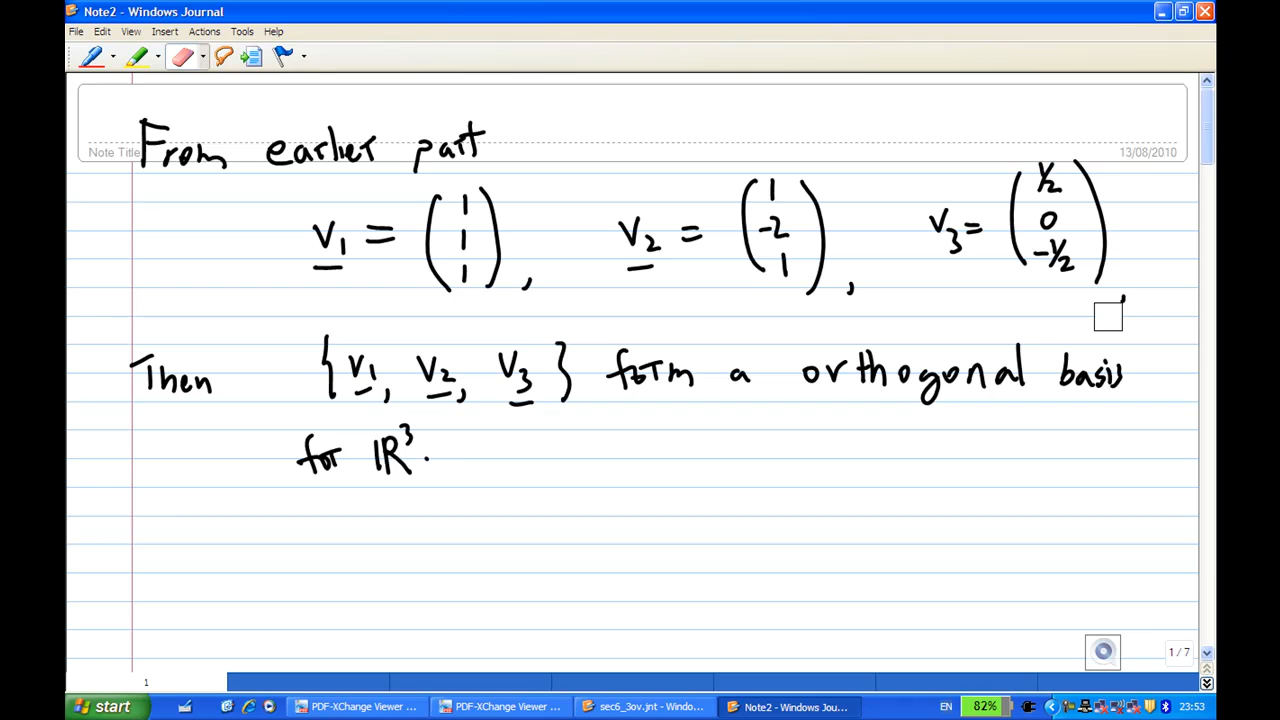 Note2 - Windows Journal
File Edit View Insert Actions Tools Help
From earlier part
Note Title
13/08/2010
v1 = (1 1 1), v2 = (1 -2 1), v3 = (1/2 0 -1/2),
Then {v1, v2, v3} form a orthogonal basis
for ℝ³.
1 / 7
1
start PDF-XChange Viewer ... PDF-XChange Viewer ... sec6_3ov.jnt - Windo... Note2 - Windows Jou... EN 82% 23:53